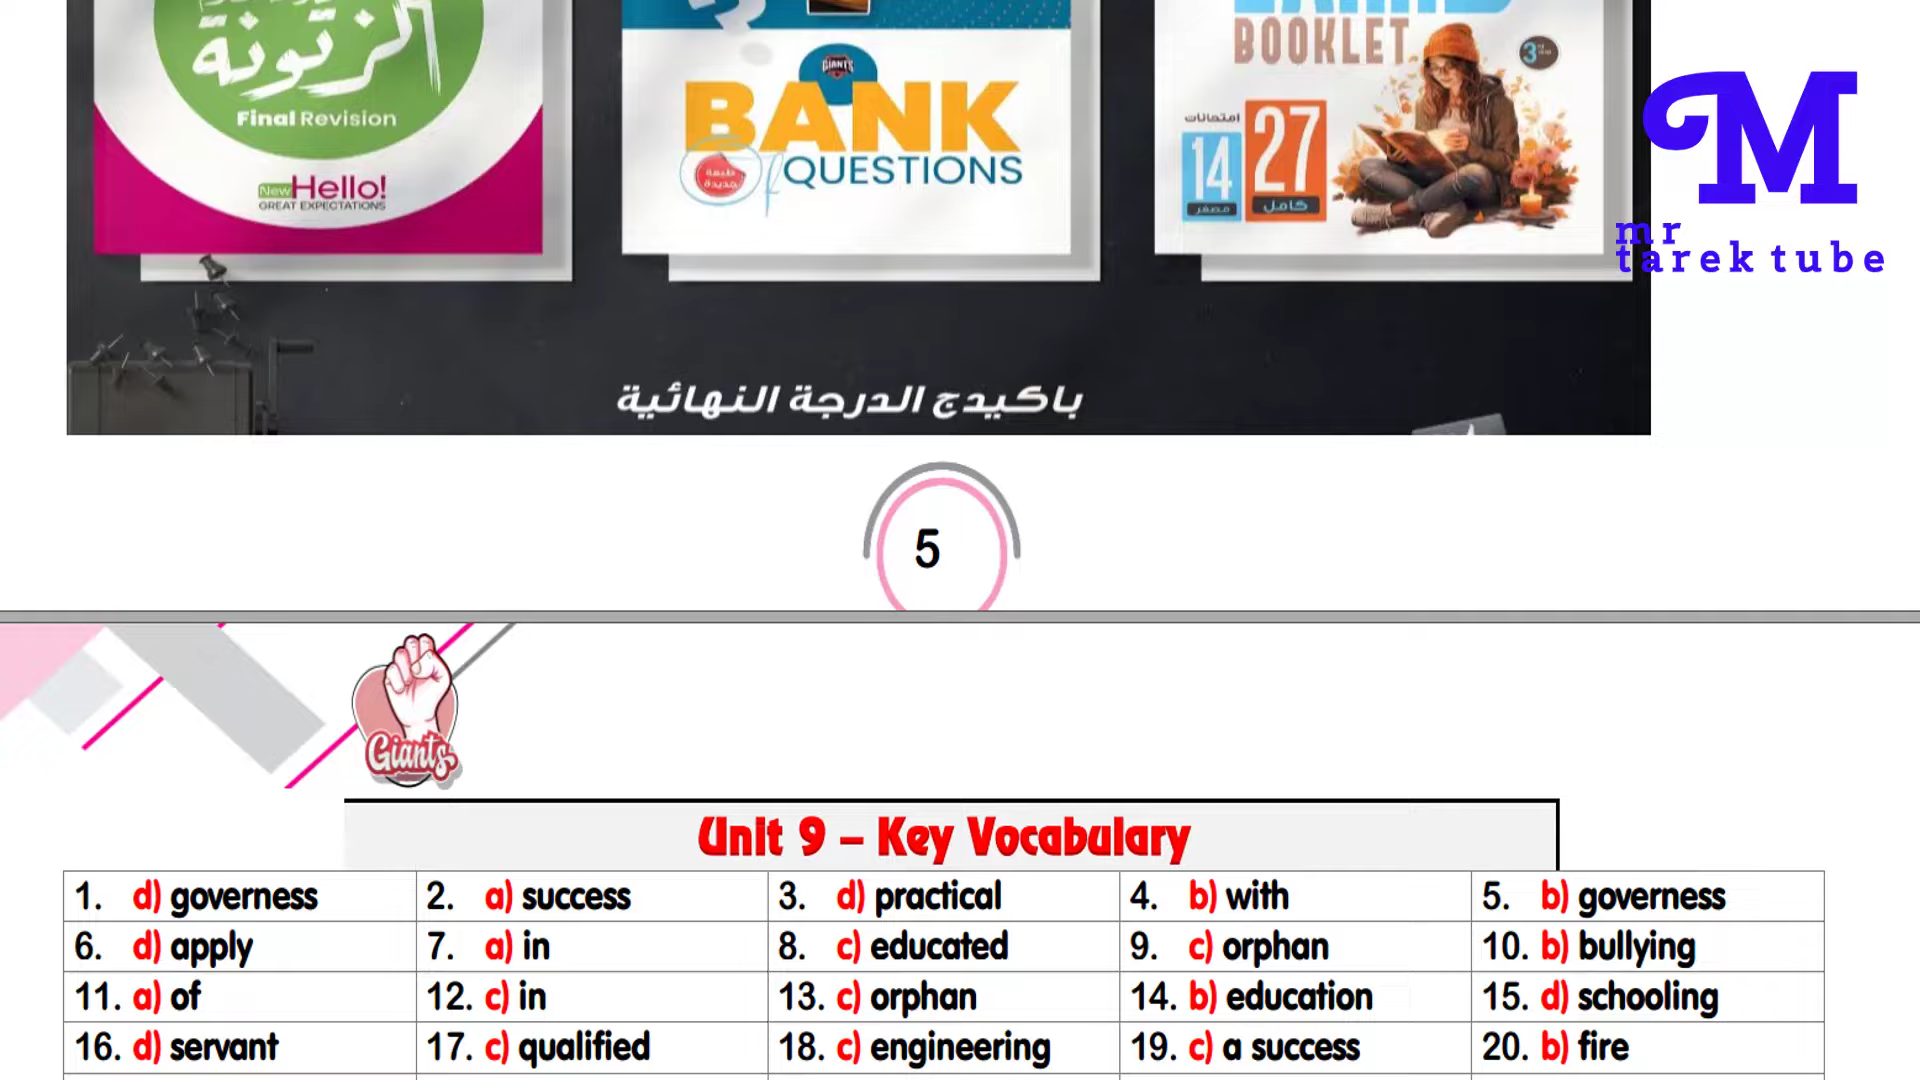 الزتونة
Final Revision
New Hello!
GREAT EXPECTATIONS
GIANTS
BANK
of QUESTIONS
طبعة
جديدة
BOOKLET
3rd
امتحانات
14
مصغر
27
كامل
M
mr
tarek tube
باكيدج الدرجة النهائية
5
Giants
Unit 9 – Key Vocabulary
1. d) governess 2. a) success 3. d) practical 4. b) with 5. b) governess
6. d) apply 7. a) in 8. c) educated 9. c) orphan 10. b) bullying
11. a) of 12. c) in 13. c) orphan 14. b) education 15. d) schooling
16. d) servant 17. c) qualified 18. c) engineering 19. c) a success 20. b) fire